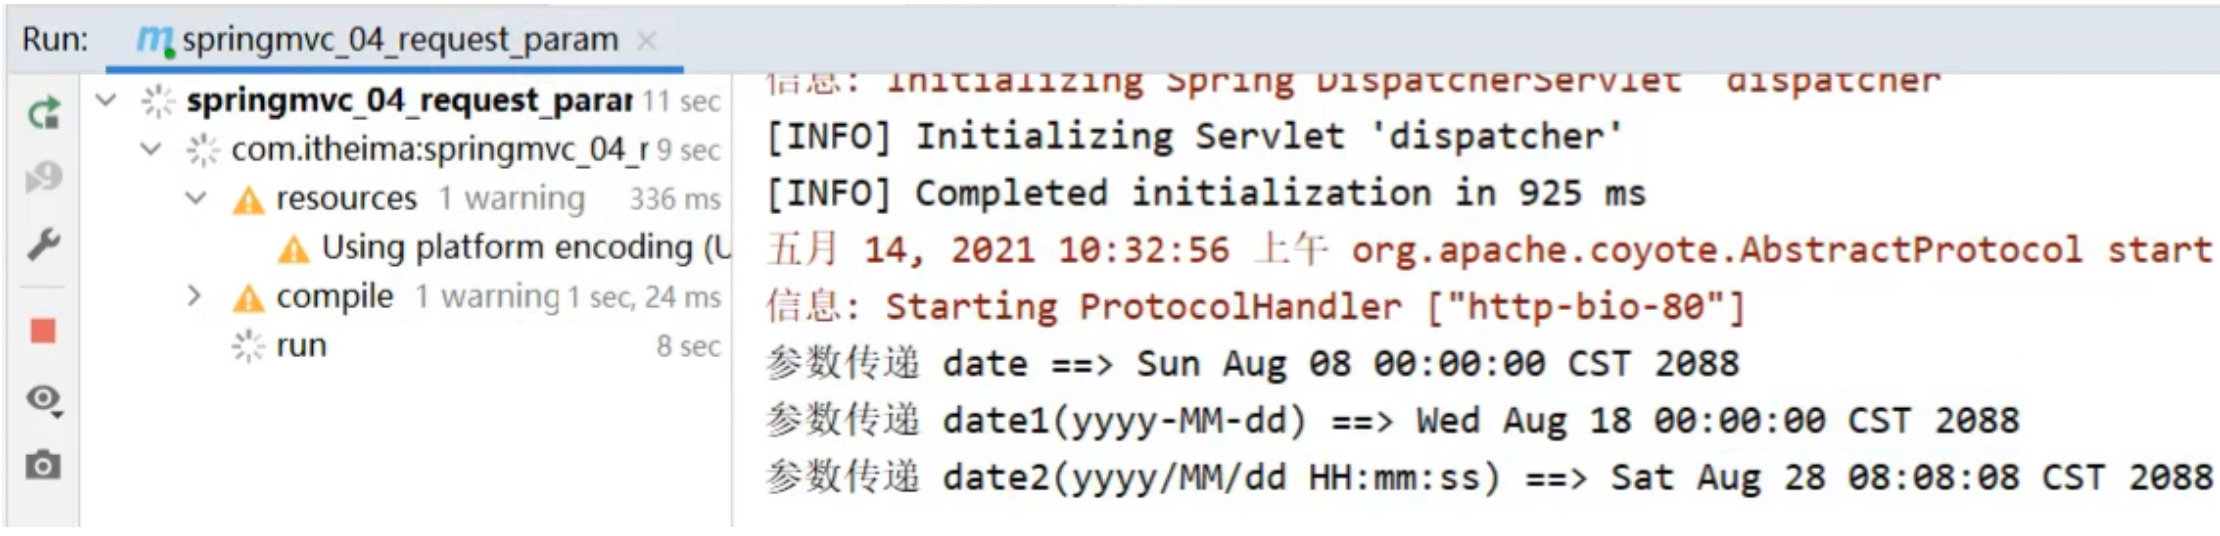 Run: springmvc_04_request_param
springmvc_04_request_parar 11 sec
com.itheima:springmvc_04_r 9 sec
resources 1 warning 336 ms
Using platform encoding (U
compile 1 warning 1 sec, 24 ms
run 8 sec
信息: Initializing Spring DispatcherServlet 'dispatcher'
[INFO] Initializing Servlet 'dispatcher'
[INFO] Completed initialization in 925 ms
五月 14, 2021 10:32:56 上午 org.apache.coyote.AbstractProtocol start
信息: Starting ProtocolHandler ["http-bio-80"]
参数传递 date ==> Sun Aug 08 00:00:00 CST 2088
参数传递 date1(yyyy-MM-dd) ==> Wed Aug 18 00:00:00 CST 2088
参数传递 date2(yyyy/MM/dd HH:mm:ss) ==> Sat Aug 28 08:08:08 CST 2088